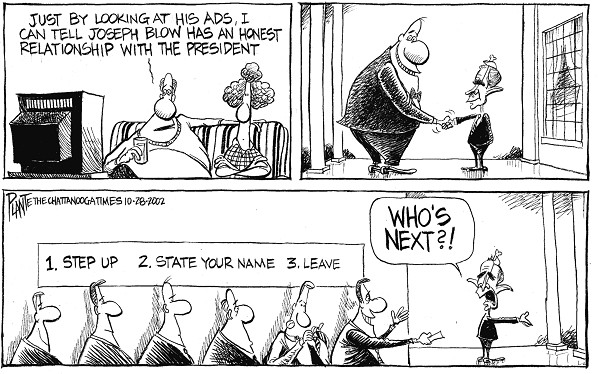 JUST BY LOOKING AT HIS ADS, I
CAN TELL JOSEPH BLOW HAS AN HONEST
RELATIONSHIP WITH THE PRESIDENT
PLANTE THE CHATTANOOGA TIMES 10-28-2002
1. STEP UP 2. STATE YOUR NAME 3. LEAVE
WHO'S
NEXT?!